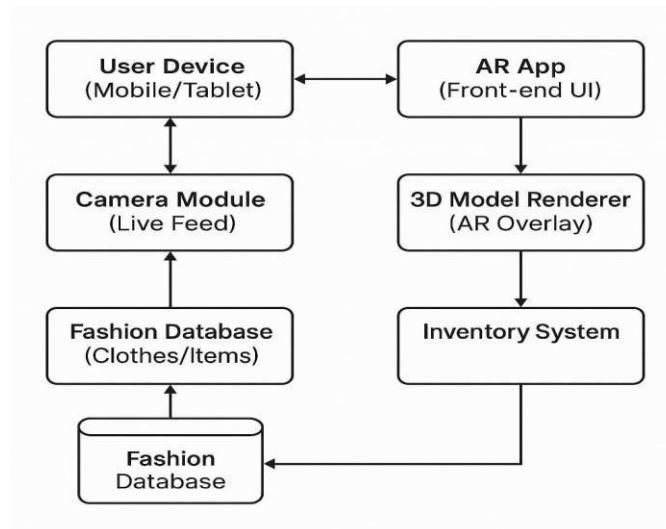 User Device
(Mobile/Tablet)
AR App
(Front-end UI)
Camera Module
(Live Feed)
3D Model Renderer
(AR Overlay)
Fashion Database
(Clothes/Items)
Inventory System
Fashion
Database